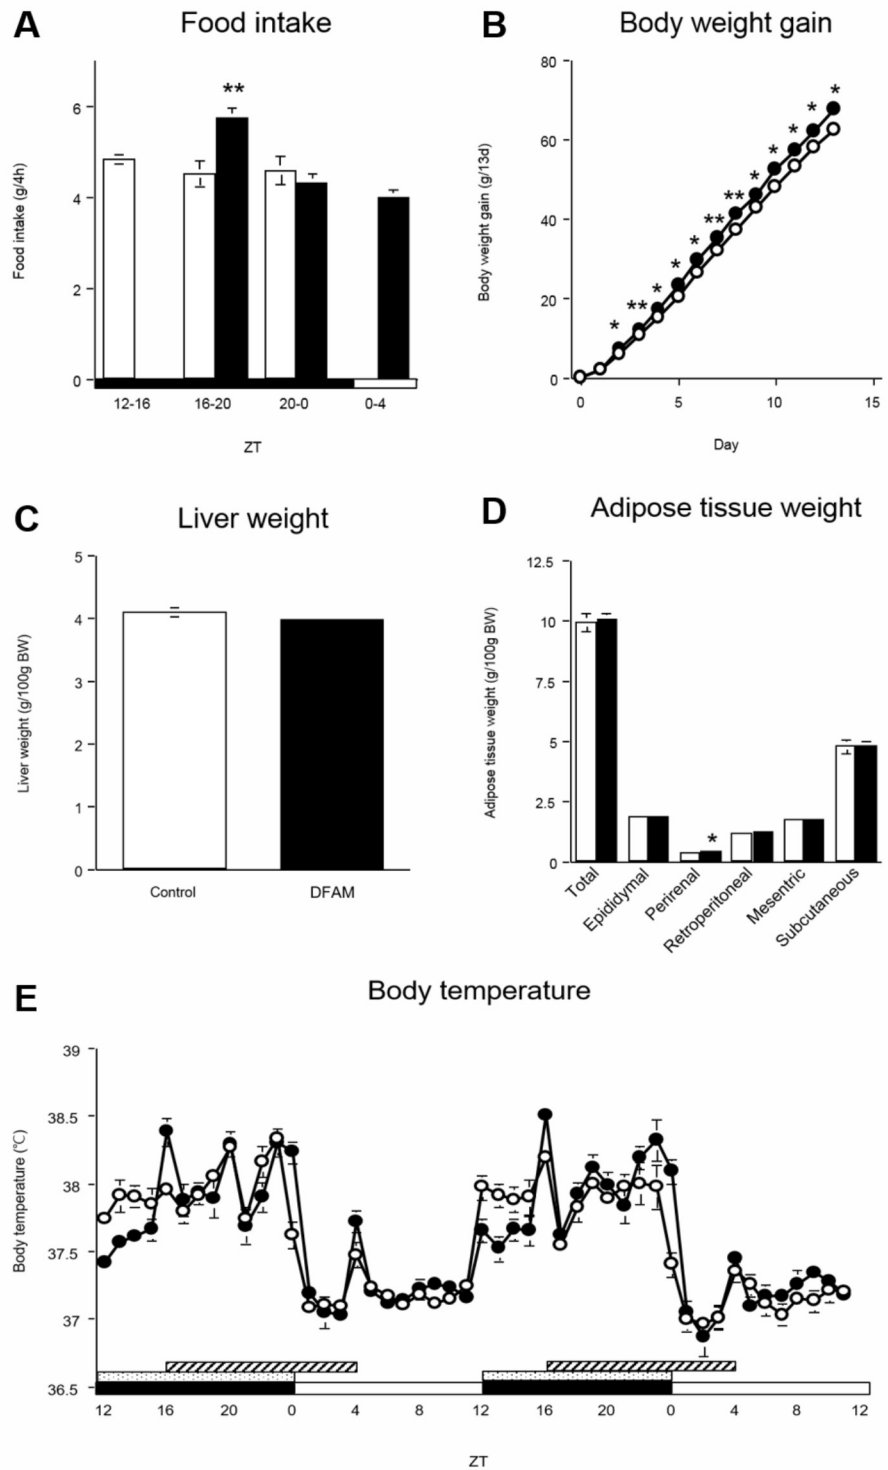 A Food intake
**
Food intake (g/4h)
6
4
2
0
12-16 16-20 20-0 0-4
ZT
B Body weight gain
Body weight gain (g/13d)
80
60
40
20
0
* ** * * * ** ** * * * * *
0 5 10 15
Day
C Liver weight
Liver weight (g/100g BW)
5
4
3
2
1
0
Control DFAM
D Adipose tissue weight
Adipose tissue weight (g/100g BW)
12.5
10
7.5
5
2.5
0
*
Total Epididymal Perirenal Retroperitoneal Mesentric Subcutaneous
E Body temperature
Body temperature (℃)
39
38.5
38
37.5
37
36.5
12 16 20 0 4 8 12 16 20 0 4 8 12
ZT